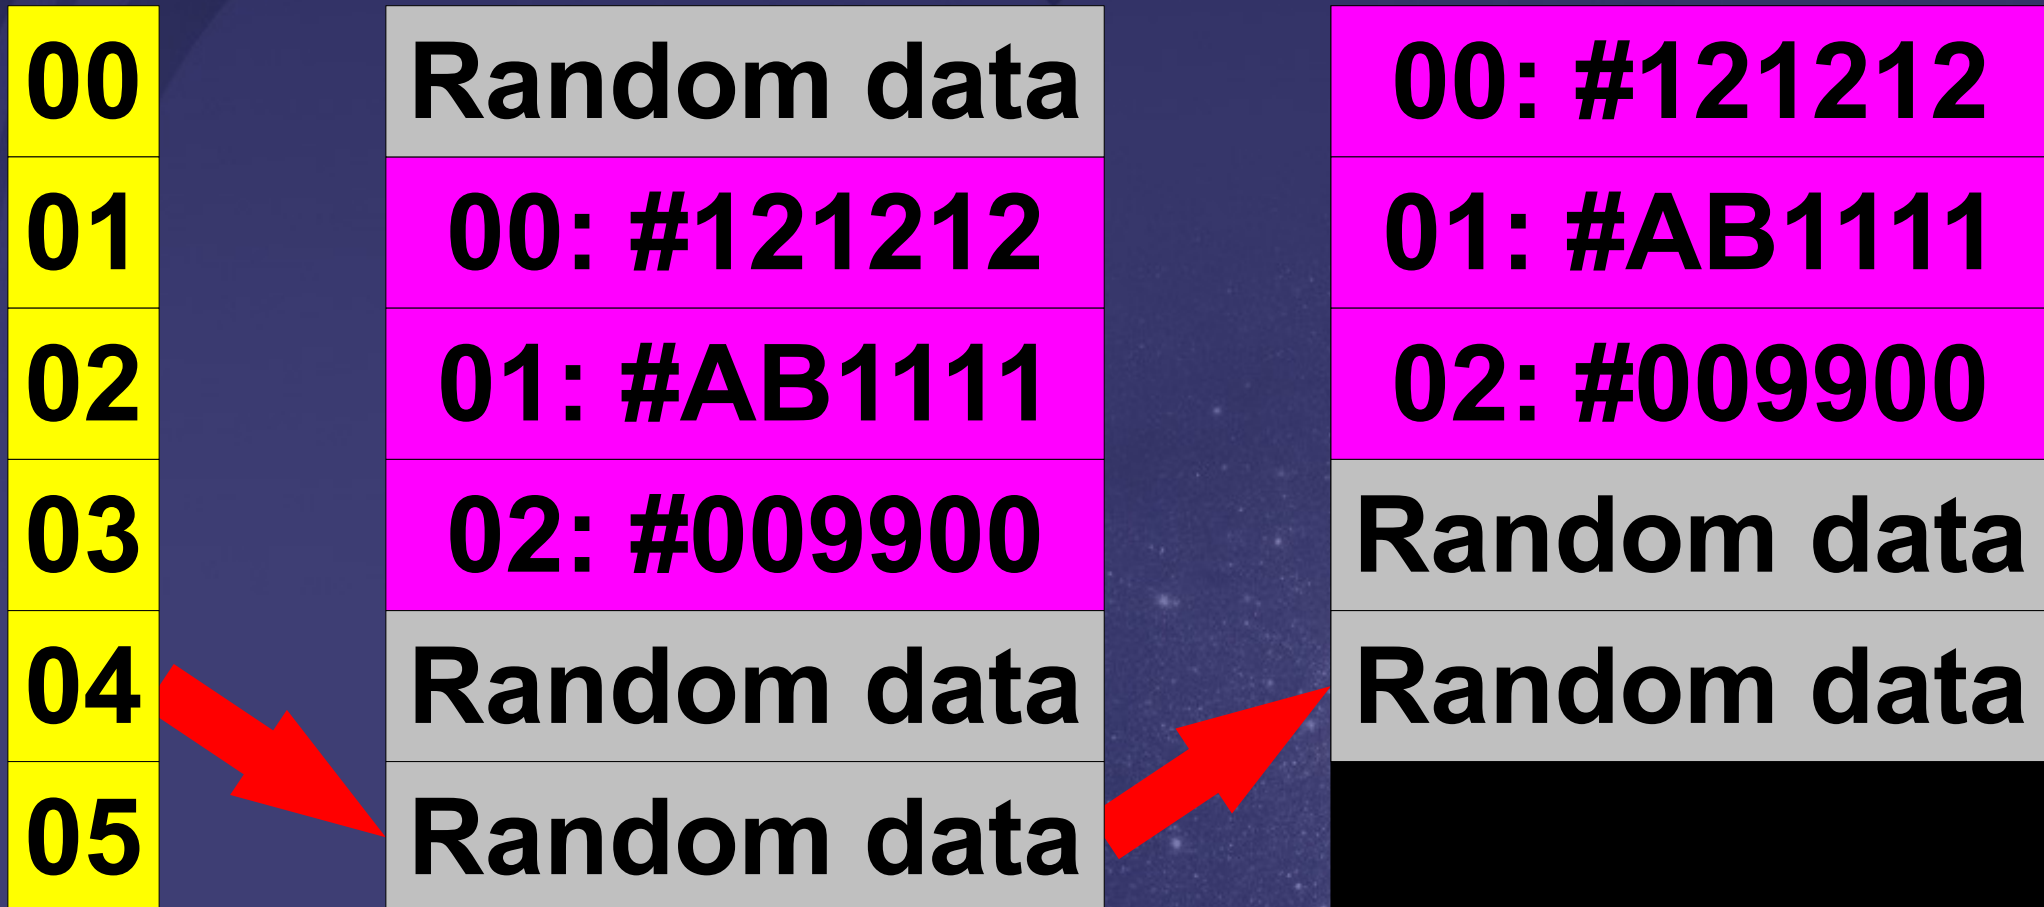 00 Random data 00: #121212
01 00: #121212 01: #AB1111
02 01: #AB1111 02: #009900
03 02: #009900 Random data
04 Random data Random data
05 Random data